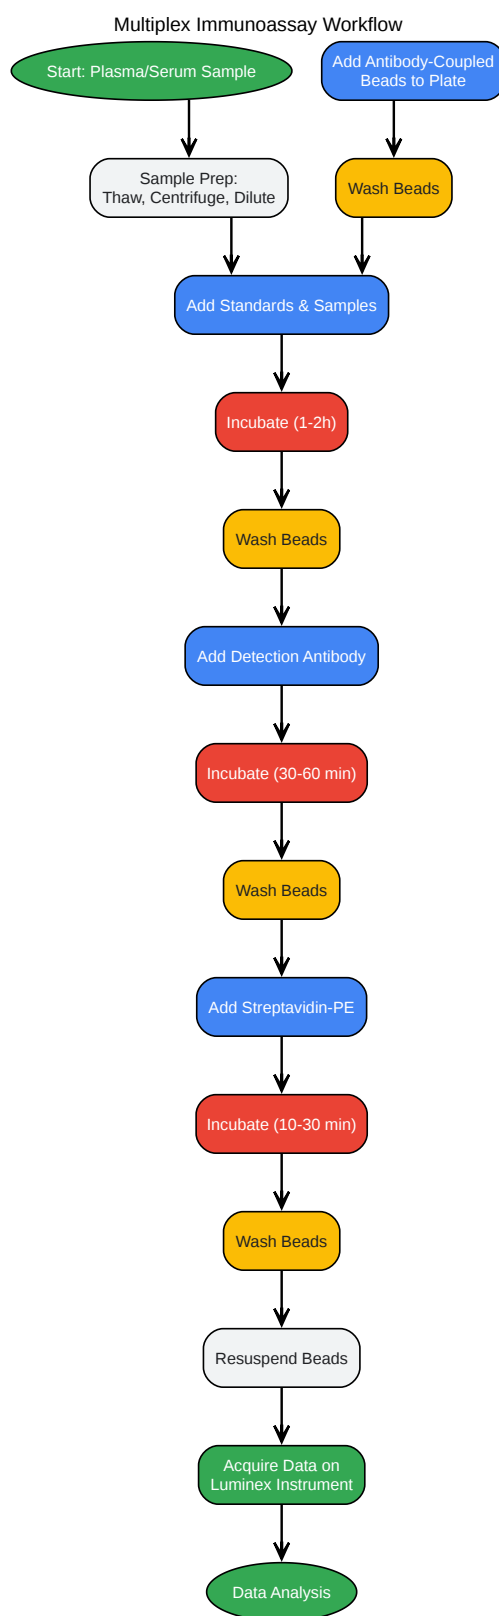 Multiplex Immunoassay Workflow
Start: Plasma/Serum Sample
Add Antibody-Coupled
Beads to Plate
Sample Prep:
Thaw, Centrifuge, Dilute
Wash Beads
Add Standards & Samples
Incubate (1-2h)
Wash Beads
Add Detection Antibody
Incubate (30-60 min)
Wash Beads
Add Streptavidin-PE
Incubate (10-30 min)
Wash Beads
Resuspend Beads
Acquire Data on
Luminex Instrument
Data Analysis